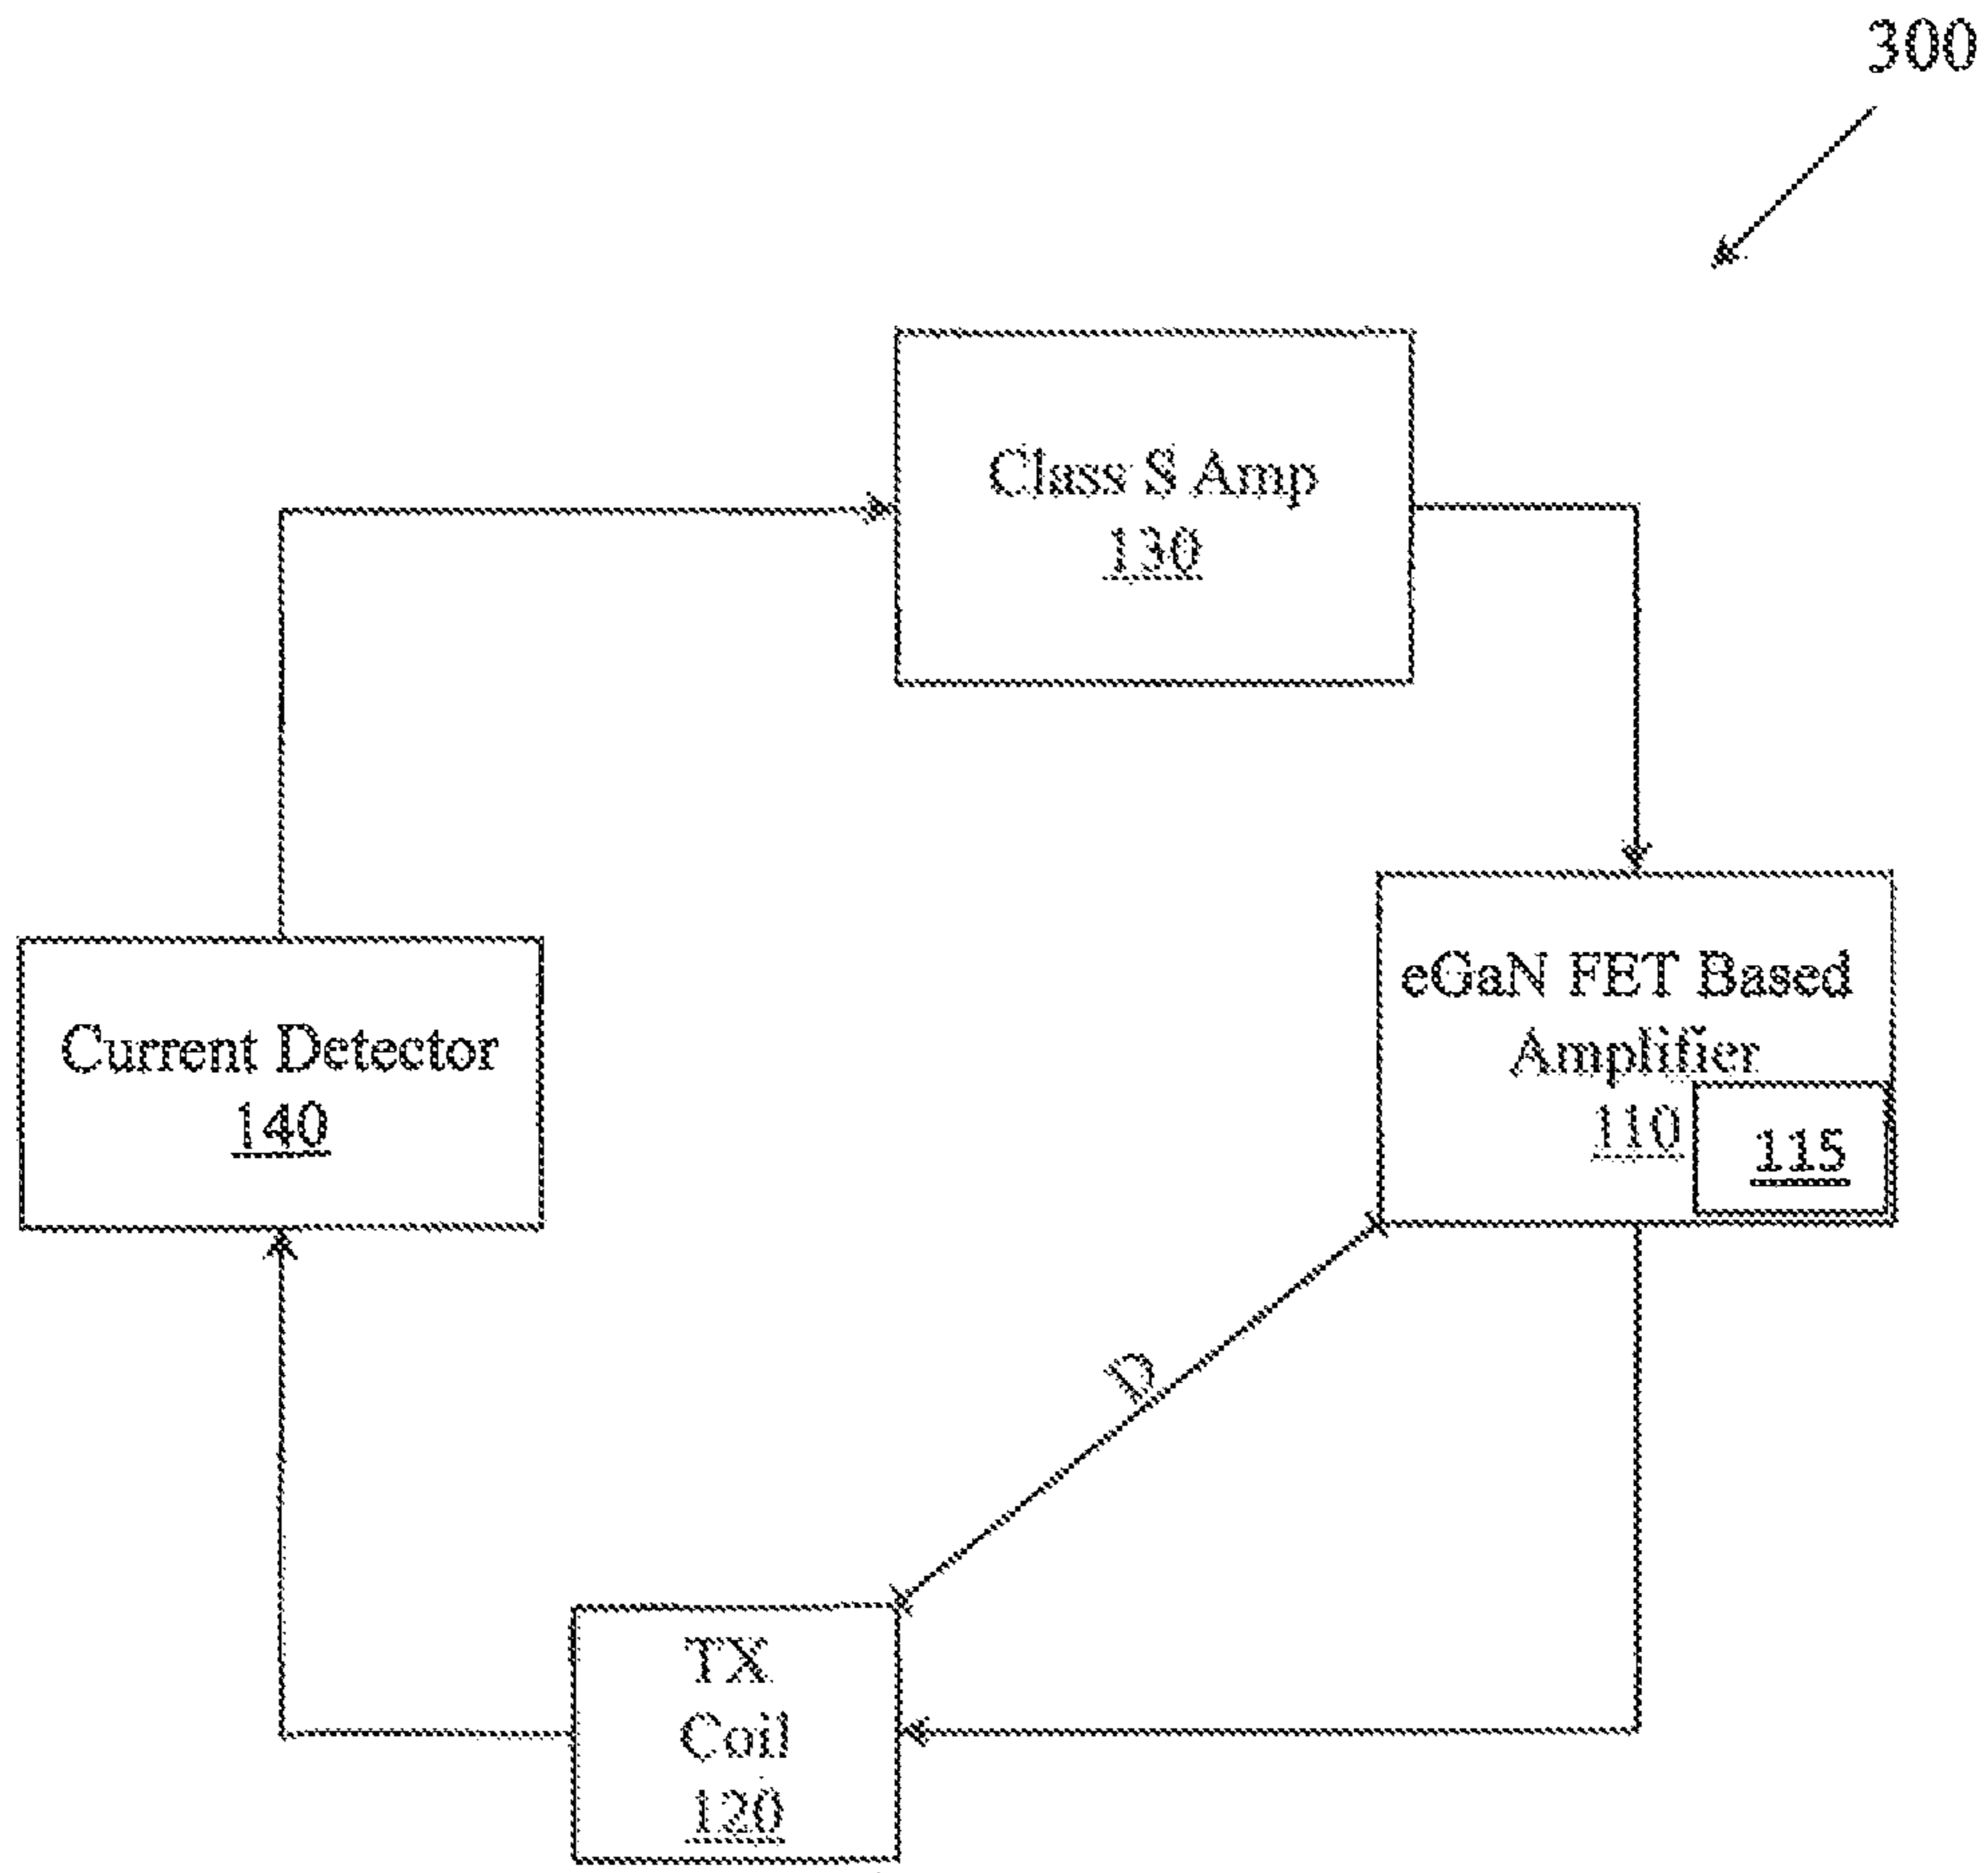 300
Class S Amp
130
eGaN FET Based
Amplifier
110
115
Current Detector
140
D
TX
Coil
120